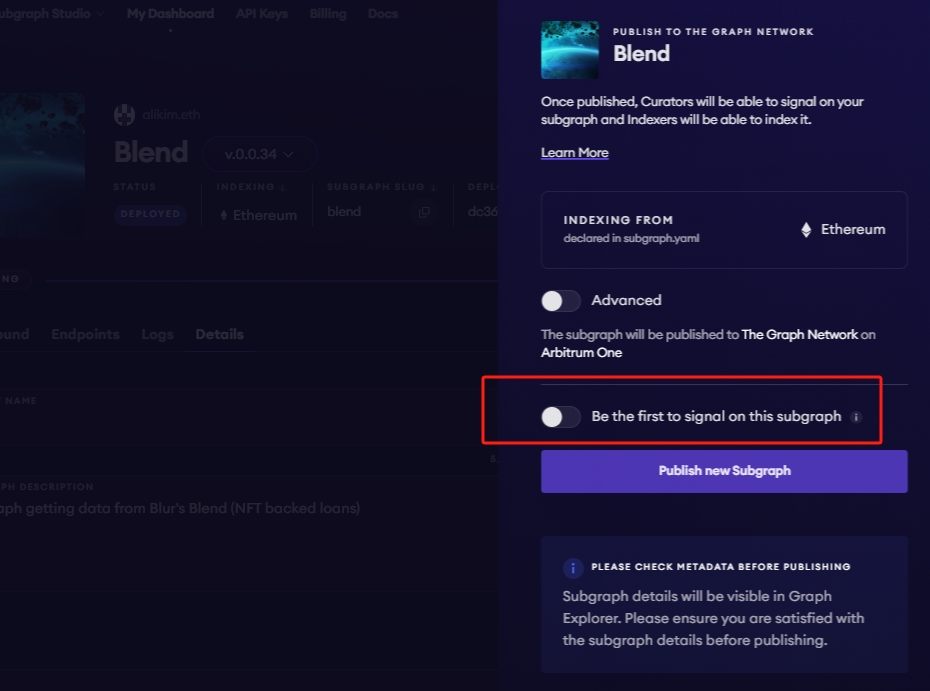 ubgraph Studio My Dashboard API Keys Billing Docs
alikim.eth
Blend v.0.0.34
STATUS INDEXING SUBGRAPH SLUG DEPL
DEPLOYED Ethereum blend dc36
NG
ound Endpoints Logs Details
NAME
PH DESCRIPTION
aph getting data from Blur's Blend (NFT backed loans)
PUBLISH TO THE GRAPH NETWORK
Blend
Once published, Curators will be able to signal on your
subgraph and Indexers will be able to index it.
Learn More
INDEXING FROM
declared in subgraph.yaml
Ethereum
Advanced
The subgraph will be published to The Graph Network on
Arbitrum One
Be the first to signal on this subgraph
Publish new Subgraph
PLEASE CHECK METADATA BEFORE PUBLISHING
Subgraph details will be visible in Graph
Explorer. Please ensure you are satisfied with
the subgraph details before publishing.